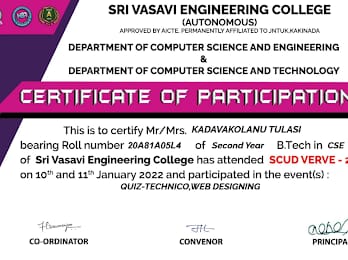 SRI VASAVI ENGINEERING COLLEGE
(AUTONOMOUS)
APPROVED BY AICTE, PERMANENTLY AFFILIATED TO JNTUK,KAKINADA
DEPARTMENT OF COMPUTER SCIENCE AND ENGINEERING
&
DEPARTMENT OF COMPUTER SCIENCE AND TECHNOLOGY
CERTIFICATE OF PARTICIPATION
This is to certify Mr/Mrs. KADAVAKOLANU TULASI
bearing Roll number 20A81A05L4 of Second Year B.Tech in CSE
of Sri Vasavi Engineering College has attended SCUD VERVE - 2
on 10th and 11th January 2022 and participated in the event(s) :
QUIZ-TECHNICO,WEB DESIGNING
CO-ORDINATOR CONVENOR PRINCIPA